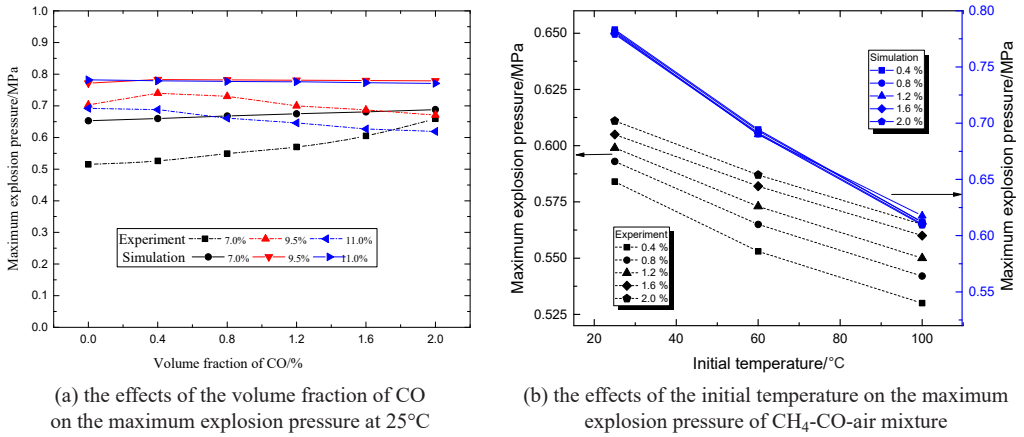 1.0
0.9
0.8
0.7
0.6
0.5
0.4
0.3
0.2
0.1
0.0
Maximum explosion pressure/MPa
Experiment 7.0% 9.5% 11.0%
Simulation 7.0% 9.5% 11.0%
0.0 0.4 0.8 1.2 1.6 2.0
Volume fraction of CO/%
(a) the effects of the volume fraction of CO
on the maximum explosion pressure at 25°C
0.650
0.625
0.600
0.575
0.550
0.525
Maximum explosion pressure/MPa
Simulation
0.4 %
0.8 %
1.2 %
1.6 %
2.0 %
Experiment
0.4 %
0.8 %
1.2 %
1.6 %
2.0 %
0.80
0.75
0.70
0.65
0.60
0.55
Maximum explosion pressure/MPa
20 40 60 80 100
Initial temperature/°C
(b) the effects of the initial temperature on the maximum
explosion pressure of CH₄-CO-air mixture